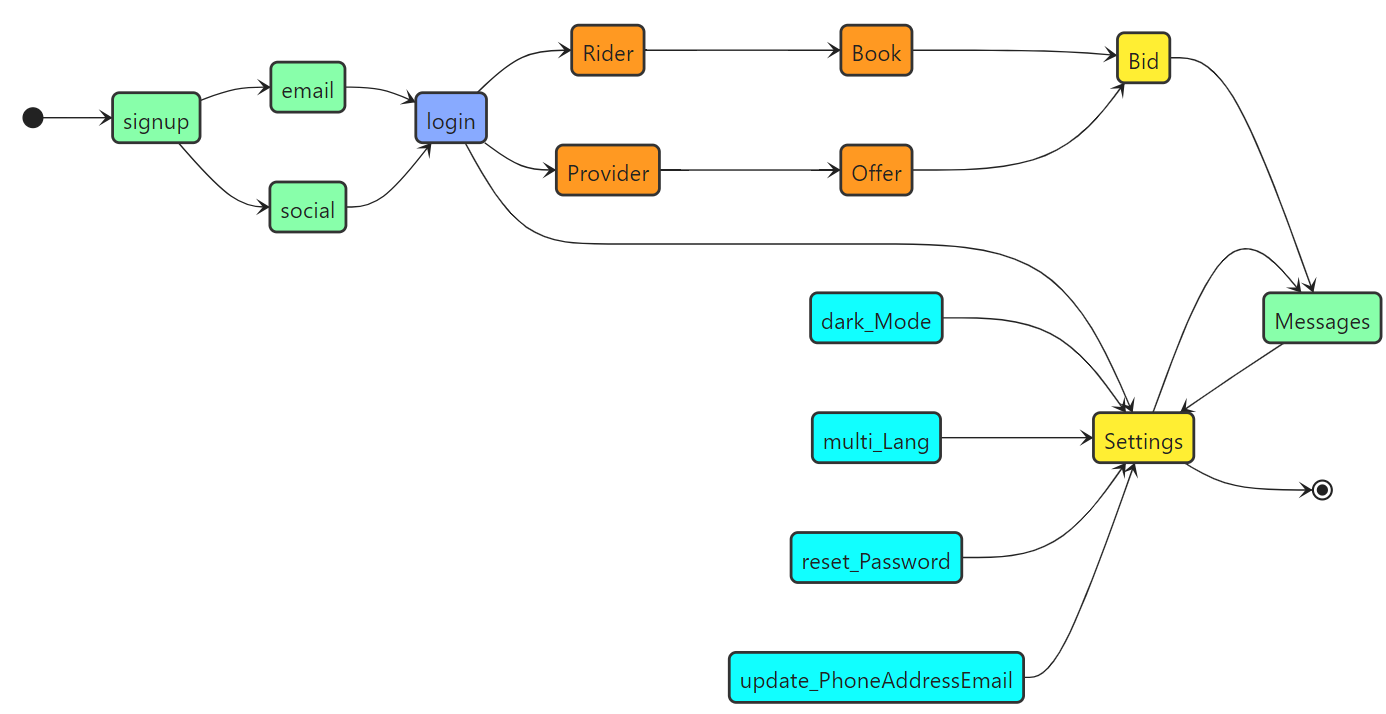 signup
email
social
login
Rider
Provider
Book
Offer
Bid
dark_Mode
multi_Lang
reset_Password
update_PhoneAddressEmail
Settings
Messages